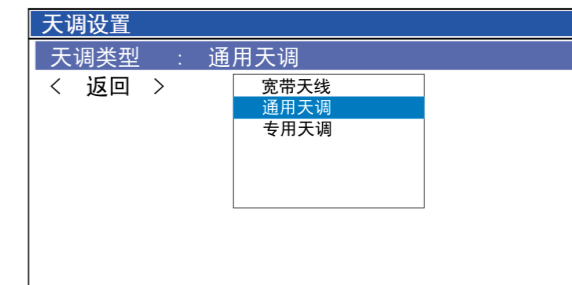 天调设置
天调类型 : 通用天调
< 返回 >
宽带天线
通用天调
专用天调